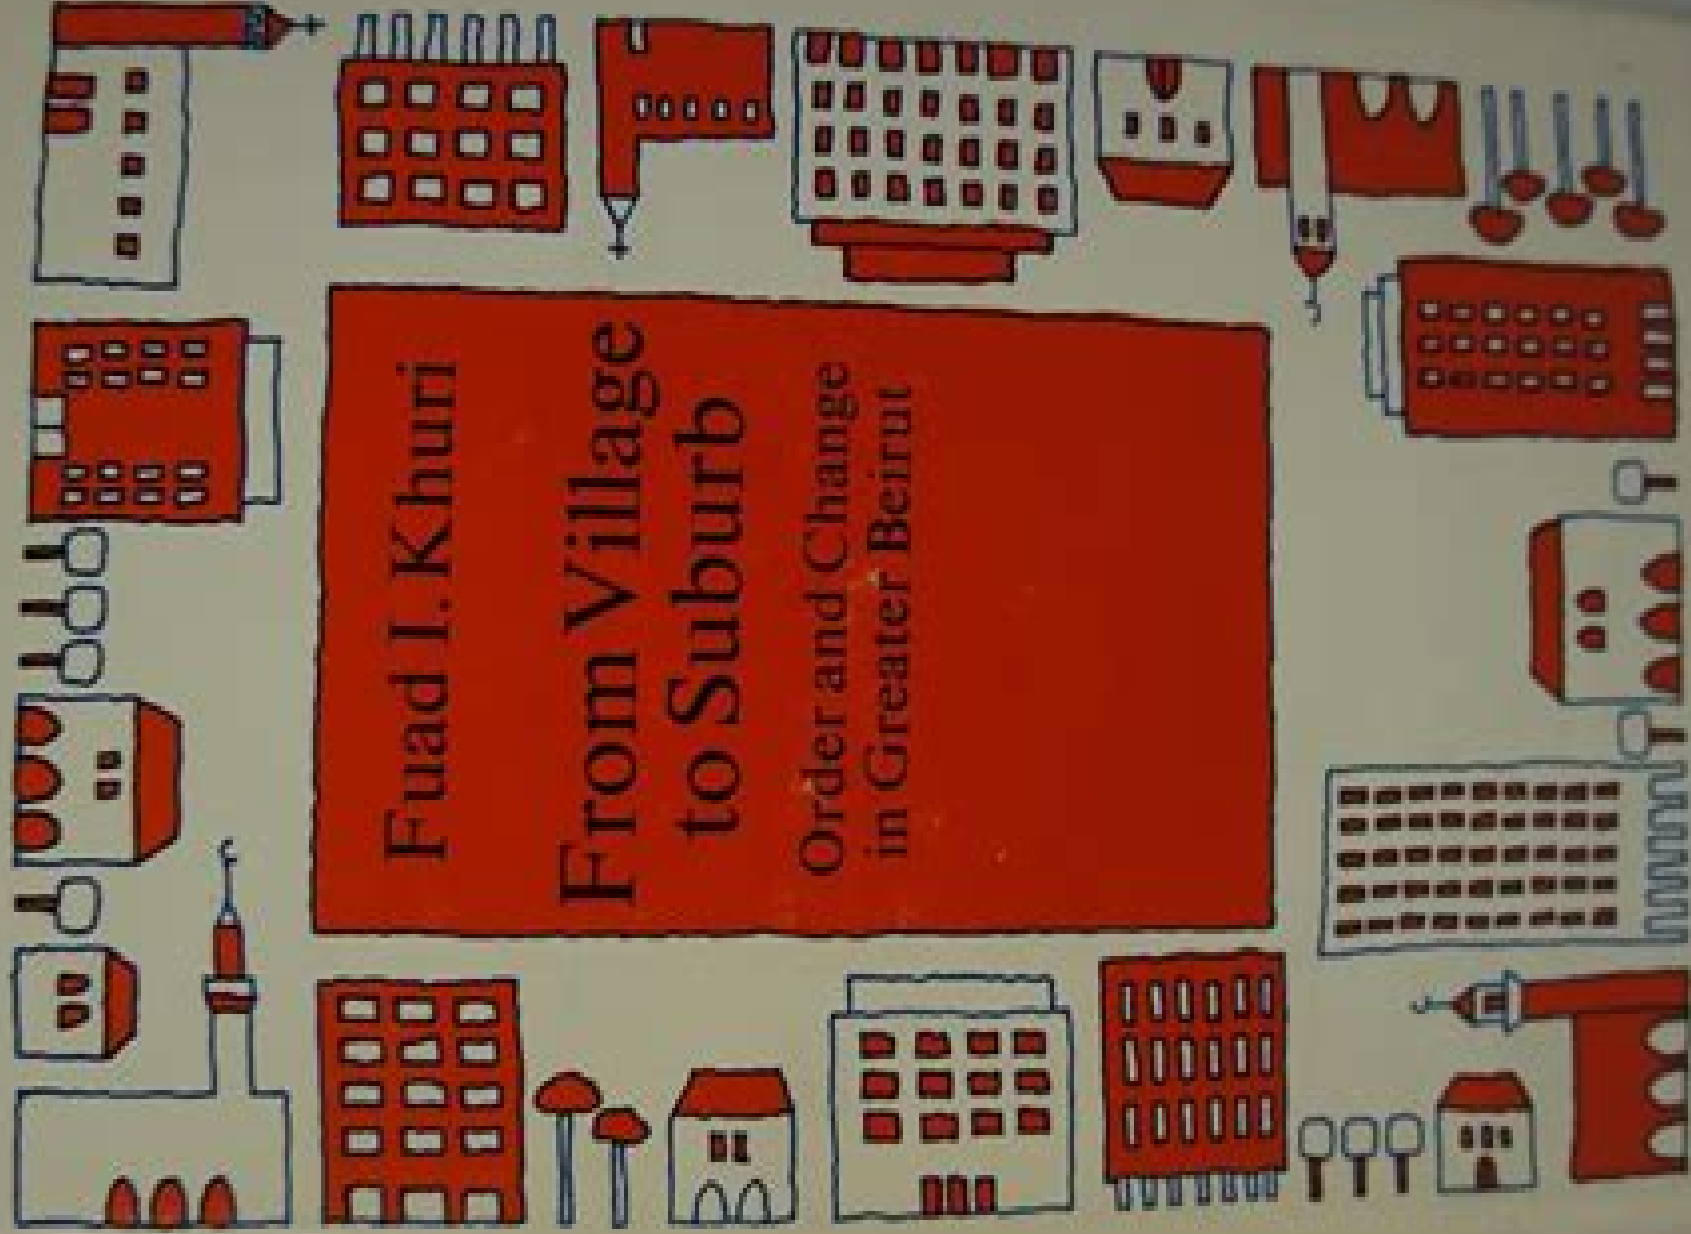 Fuad I. Khuri
From Village
to Suburb
Order and Change
in Greater Beirut